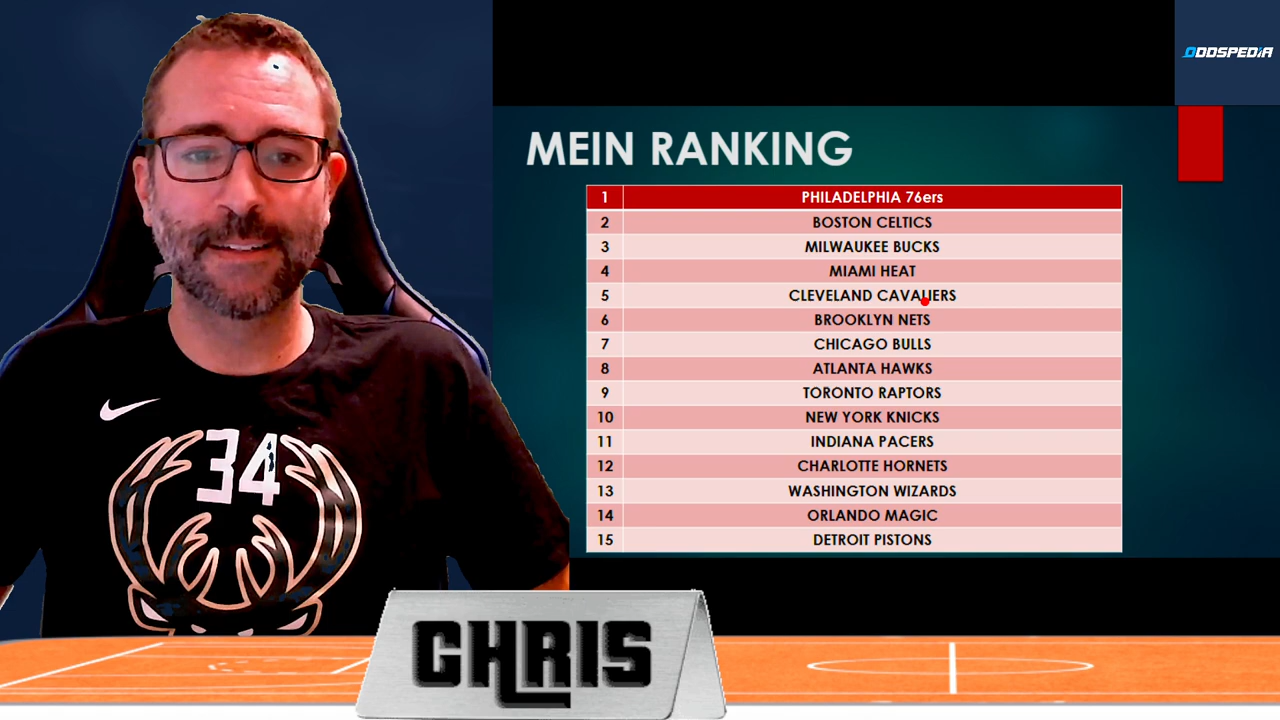 ODDSPEDIA
MEIN RANKING
1 PHILADELPHIA 76ers
2 BOSTON CELTICS
3 MILWAUKEE BUCKS
4 MIAMI HEAT
5 CLEVELAND CAVALIERS
6 BROOKLYN NETS
7 CHICAGO BULLS
8 ATLANTA HAWKS
9 TORONTO RAPTORS
10 NEW YORK KNICKS
11 INDIANA PACERS
12 CHARLOTTE HORNETS
13 WASHINGTON WIZARDS
14 ORLANDO MAGIC
15 DETROIT PISTONS
34
CHRIS